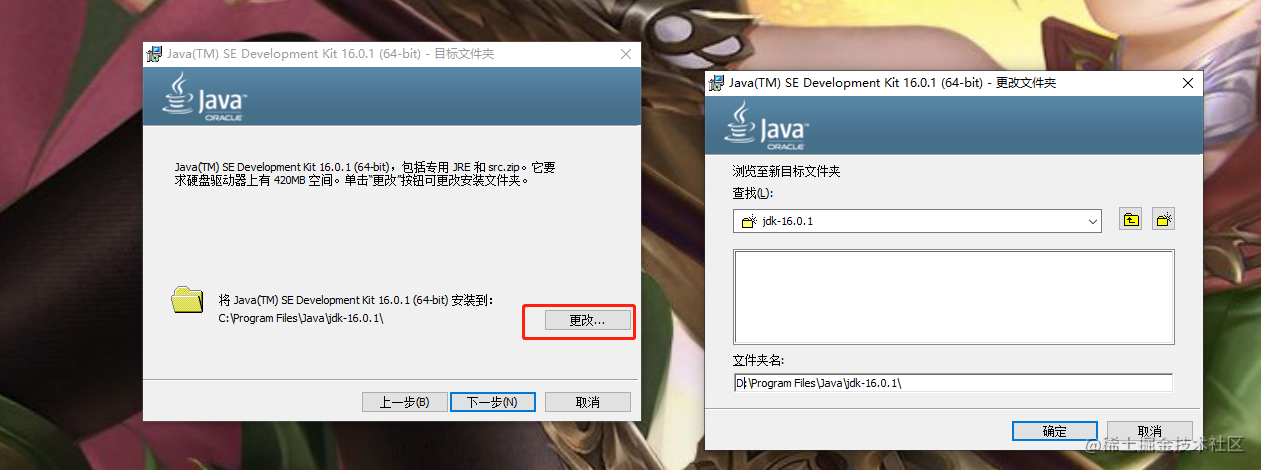 Java(TM) SE Development Kit 16.0.1 (64-bit) - 目标文件夹
Java™
ORACLE
Java(TM) SE Development Kit 16.0.1 (64-bit)，包括专用 JRE 和 src.zip。它要
求硬盘驱动器上有 420MB 空间。单击“更改”按钮可更改安装文件夹。
将 Java(TM) SE Development Kit 16.0.1 (64-bit) 安装到：
C:\Program Files\Java\jdk-16.0.1\
更改...
上一步(B)
下一步(N)
取消
Java(TM) SE Development Kit 16.0.1 (64-bit) - 更改文件夹
Java™
ORACLE
浏览至新目标文件夹
查找(L):
jdk-16.0.1
文件夹名:
D:\Program Files\Java\jdk-16.0.1\
确定
取消
@稀土掘金技术社区